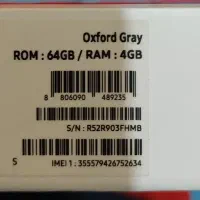 Oxford Gray
ROM : 64GB / RAM : 4GB
8 806090 489235
S/N : R52R903FHMB
S IMEI 1 : 355579426752634